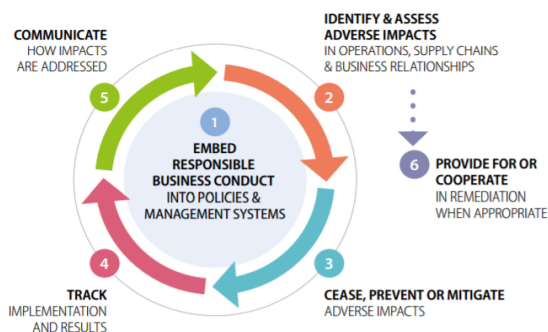 1
EMBED
RESPONSIBLE
BUSINESS CONDUCT
INTO POLICIES &
MANAGEMENT SYSTEMS
2
IDENTIFY & ASSESS
ADVERSE IMPACTS
IN OPERATIONS, SUPPLY CHAINS
& BUSINESS RELATIONSHIPS
3
CEASE, PREVENT OR MITIGATE
ADVERSE IMPACTS
4
TRACK
IMPLEMENTATION
AND RESULTS
5
COMMUNICATE
HOW IMPACTS
ARE ADDRESSED
6
PROVIDE FOR OR
COOPERATE
IN REMEDIATION
WHEN APPROPRIATE